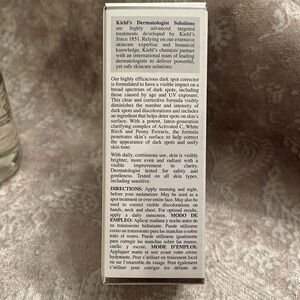 Kiehl's Dermatologist Solutions
are highly advanced targeted
treatments developed by Kiehl's
Since 1851. Relying on our extensive
skincare expertise and botanical
knowledge, Kiehl's chemists partner
with an international team of leading
dermatologists to deliver powerful,
yet safe skincare solutions.
Our highly efficacious dark spot corrector
is formulated to have a visible impact on a
broad spectrum of dark spots, including
those caused by age and UV exposure.
This clear and corrective formula visibly
diminishes the number and intensity of
dark spots and discolorations and includes
an ingredient that helps deter spots on skin's
surface. With a potent, latest-generation
clarifying complex of Activated C, White
Birch and Peony Extracts, the formula
penetrates skin's surface to help correct
the appearance of dark spots and unify
skin tone.
With daily, continuous use, skin is visibly
brighter, more even and radiant with a
visible improvement in clarity.
Dermatologist tested for safety and
gentleness. Tested on all skin types,
including sensitive.
DIRECTIONS: Apply morning and night,
before your moisturizer. May be used as a
spot treatment or over entire face. May also be
used to correct visible discolorations on
hands, neck and chest. For optimal results,
apply a daily sunscreen. MODO DE
EMPLEO: Aplicar mañana y noche antes de
su tratamiento hidratante. Puede utilizarse
como tratamiento para las manchas o sobre
todo el rostro. Puede utilizarse igualmente
para corregir las manchas sobre las manos,
cuello y escote. MODE D'EMPLOI:
Appliquer matin et soir avant votre crème
hydratante. Peut s'utiliser en traitement local
ou sur l'ensemble du visage. Peut également
s'utiliser pour corriger les défauts de